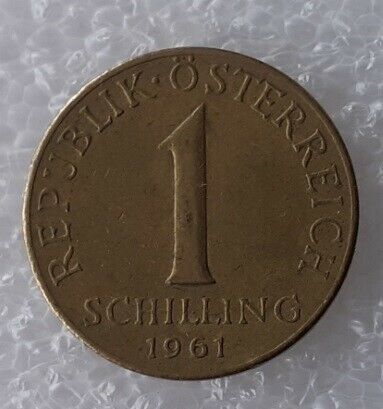 REPUBLIK · ÖSTERREICH
1
SCHILLING
· 1961 ·